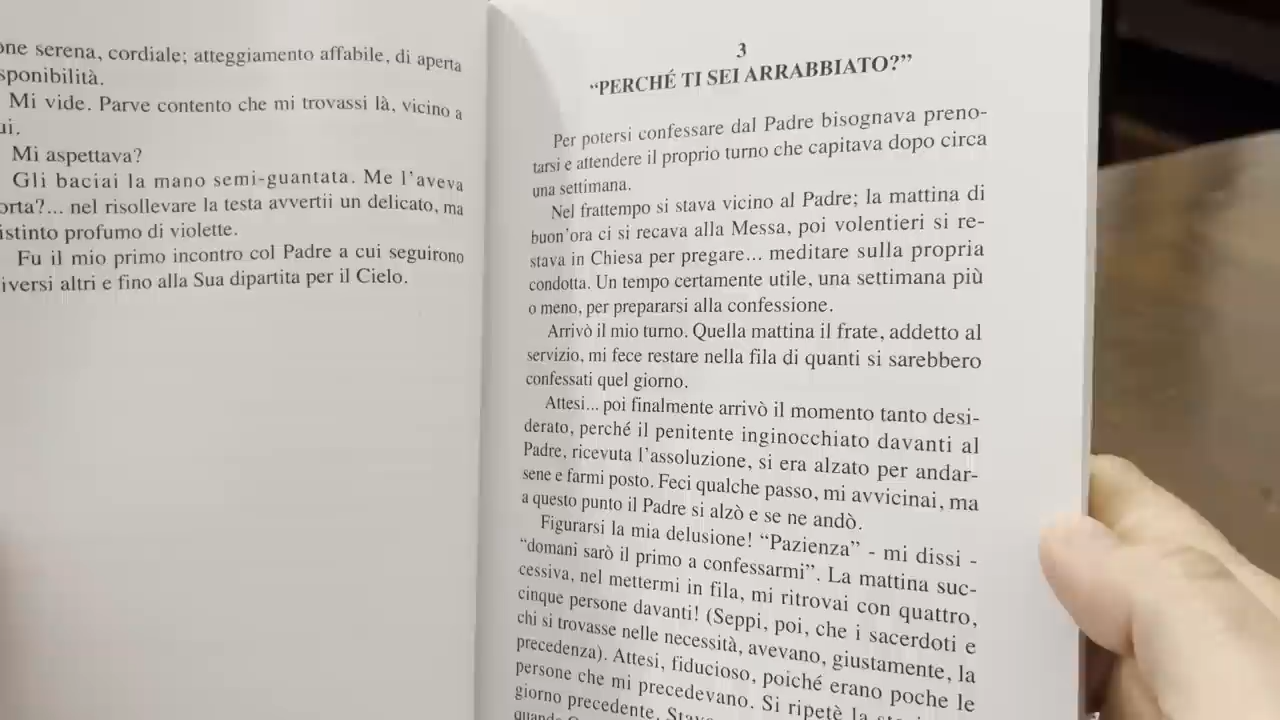 one serena, cordiale; atteggiamento affabile, di aperta
sponibilità.
Mi vide. Parve contento che mi trovassi là, vicino a
ui.
Mi aspettava?
Gli baciai la mano semi-guantata. Me l'aveva
orta?... nel risollevare la testa avvertii un delicato, ma
istinto profumo di violette.
Fu il mio primo incontro col Padre a cui seguirono
iversi altri e fino alla Sua dipartita per il Cielo.
3
“PERCHÉ TI SEI ARRABBIATO?”
Per potersi confessare dal Padre bisognava preno-
tarsi e attendere il proprio turno che capitava dopo circa
una settimana.
Nel frattempo si stava vicino al Padre; la mattina di
buon'ora ci si recava alla Messa, poi volentieri si re-
stava in Chiesa per pregare... meditare sulla propria
condotta. Un tempo certamente utile, una settimana più
o meno, per prepararsi alla confessione.
Arrivò il mio turno. Quella mattina il frate, addetto al
servizio, mi fece restare nella fila di quanti si sarebbero
confessati quel giorno.
Attesi... poi finalmente arrivò il momento tanto desi-
derato, perché il penitente inginocchiato davanti al
Padre, ricevuta l'assoluzione, si era alzato per andar-
sene e farmi posto. Feci qualche passo, mi avvicinai, ma
a questo punto il Padre si alzò e se ne andò.
Figurarsi la mia delusione! “Pazienza” - mi dissi -
“domani sarò il primo a confessarmi”. La mattina suc-
cessiva, nel mettermi in fila, mi ritrovai con quattro,
cinque persone davanti! (Seppi, poi, che i sacerdoti e
chi si trovasse nelle necessità, avevano, giustamente, la
precedenza). Attesi, fiducioso, poiché erano poche le
persone che mi precedevano. Si ripetè la
giorno precedente.